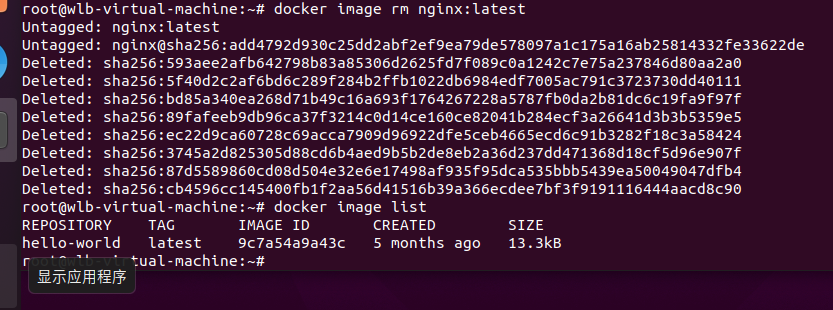 root@wlb-virtual-machine:~# docker image rm nginx:latest
Untagged: nginx:latest
Untagged: nginx@sha256:add4792d930c25dd2abf2ef9ea79de578097a1c175a16ab25814332fe33622de
Deleted: sha256:593aee2afb642798b83a85306d2625fd7f089c0a1242c7e75a237846d80aa2a0
Deleted: sha256:5f40d2c2af6bd6c289f284b2ffb1022db6984edf7005ac791c3723730dd40111
Deleted: sha256:bd85a340ea268d71b49c16a693f1764267228a5787fb0da2b81dc6c19fa9f97f
Deleted: sha256:89fafeeb9db96ca37f3214c0d14ce160ce82041b284ecf3a26641d3b3b5359e5
Deleted: sha256:ec22d9ca60728c69acca7909d96922dfe5ceb4665ecd6c91b3282f18c3a58424
Deleted: sha256:3745a2d825305d88cd6b4aed9b5b2de8eb2a36d237dd471368d18cf5d96e907f
Deleted: sha256:87d5589860cd08d504e32e6e17498af935f95dca535bbb5439ea50049047dfb4
Deleted: sha256:cb4596cc145400fb1f2aa56d41516b39a366ecdee7bf3f9191116444aacd8c90
root@wlb-virtual-machine:~# docker image list
REPOSITORY TAG IMAGE ID CREATED SIZE
hello-world latest 9c7a54a9a43c 5 months ago 13.3kB
root@wlb-virtual-machine:~#
显示应用程序